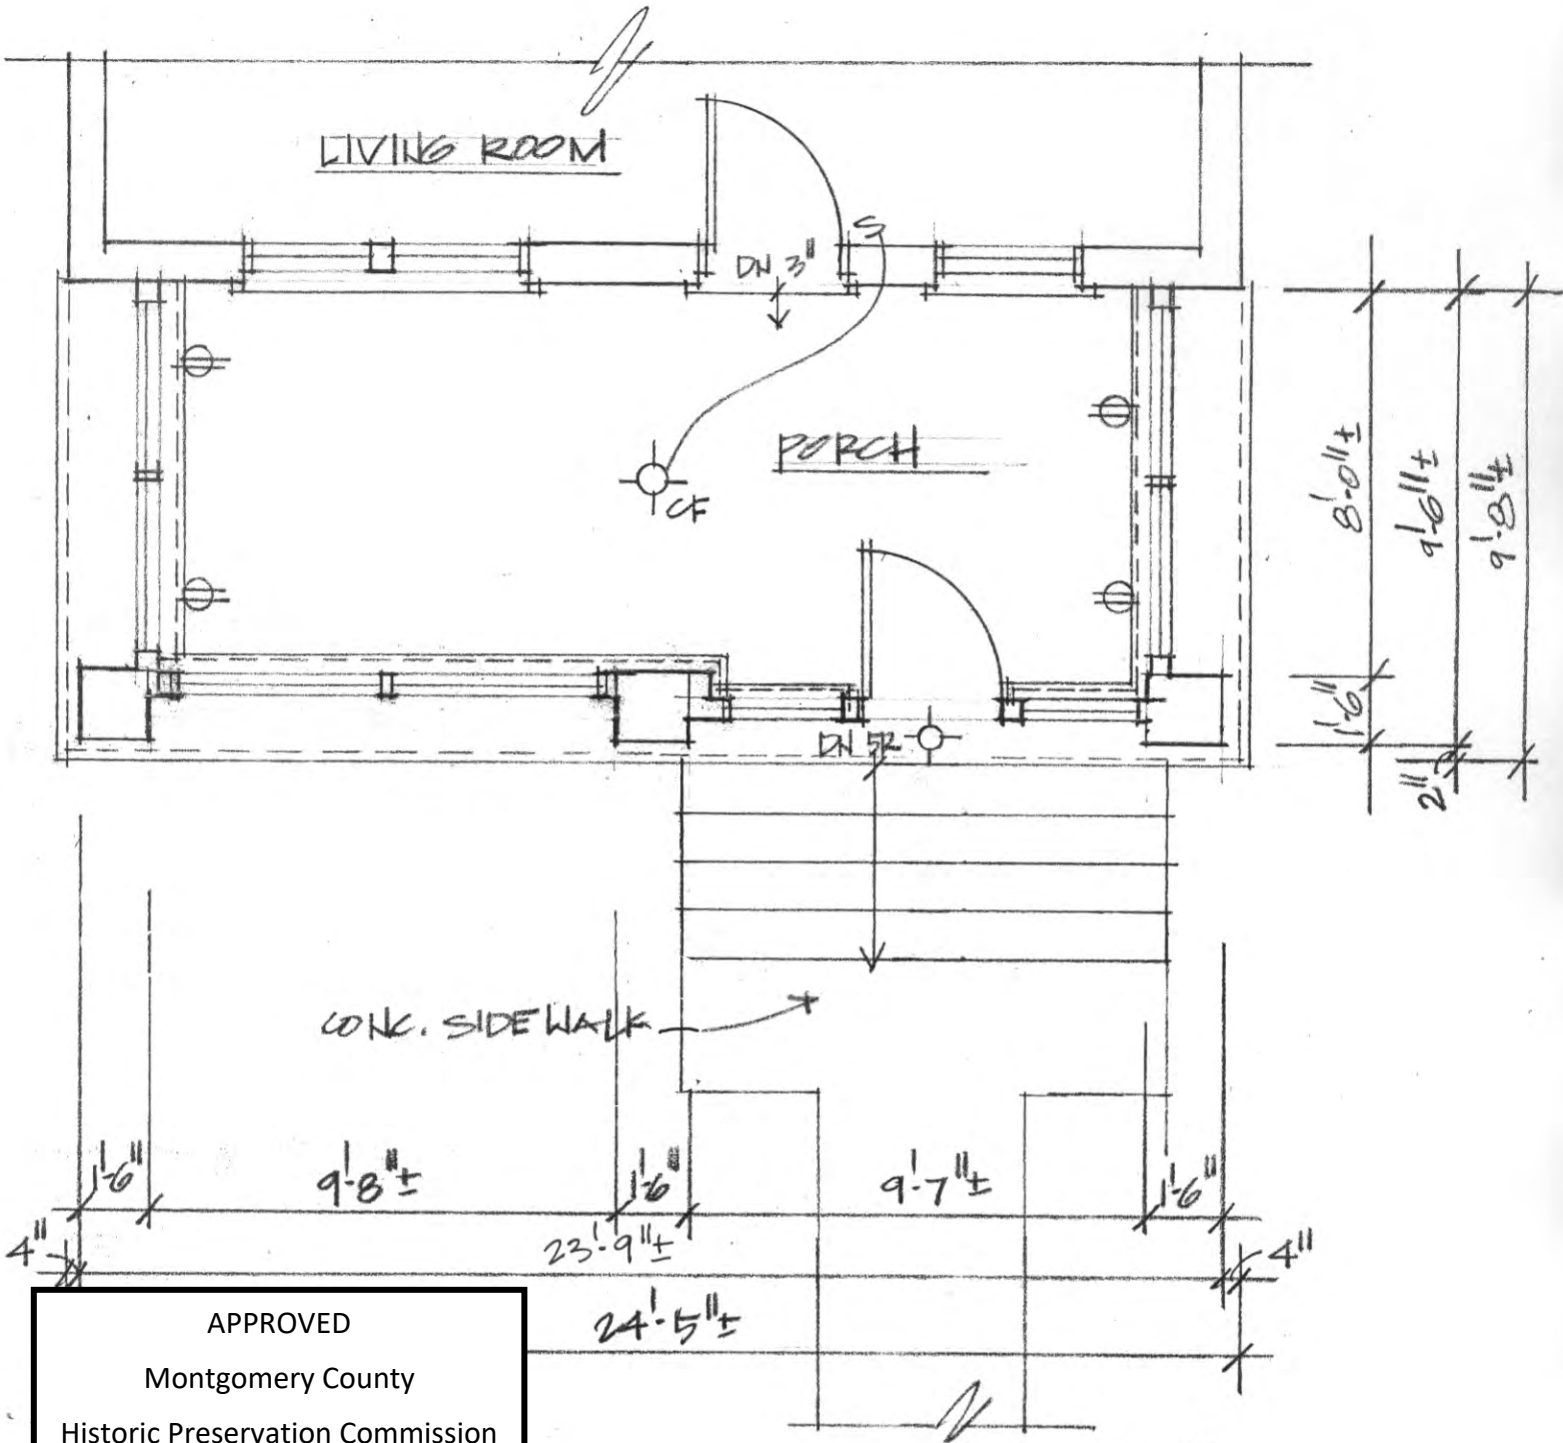 LIVING ROOM
S
DN 3"
PORCH
CF
8'-0"±
9'-6"±
9'-8"±
1'-6"
2"
DN 5R
CONC. SIDEWALK
1'-6"
9'-8"±
1'-6"
9'-7"±
1'-6"
4"
23'-9"±
4"
24'-5"±
APPROVED
Montgomery County
Historic Preservation Commission